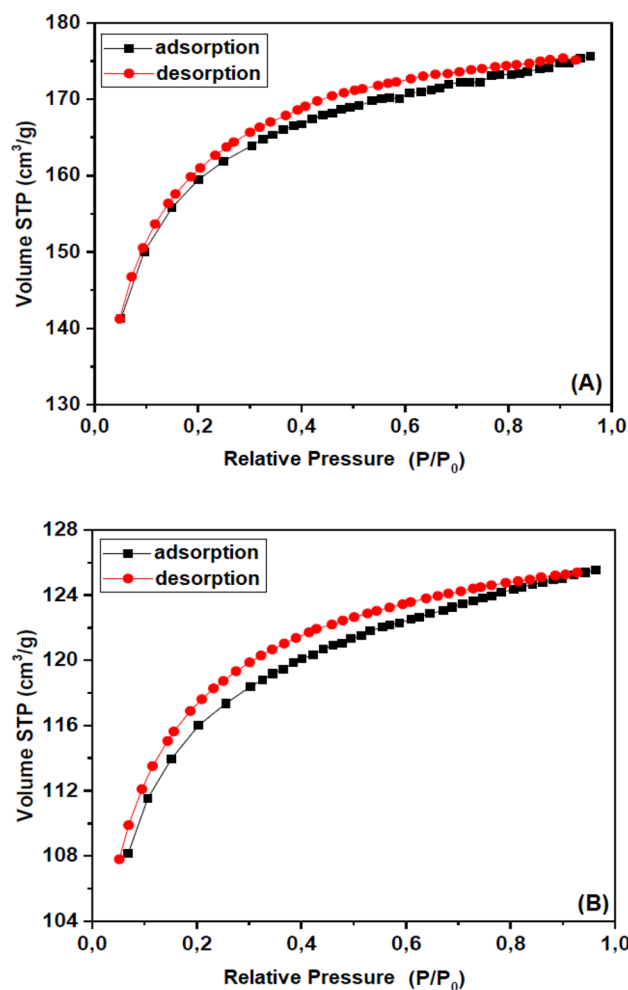 180
170
160
150
140
130
Volume STP (cm³/g)
adsorption
desorption
(A)
0,0 0,2 0,4 0,6 0,8 1,0
Relative Pressure (P/P₀)
128
124
120
116
112
108
104
Volume STP (cm³/g)
adsorption
desorption
(B)
0,0 0,2 0,4 0,6 0,8 1,0
Relative Pressure (P/P₀)